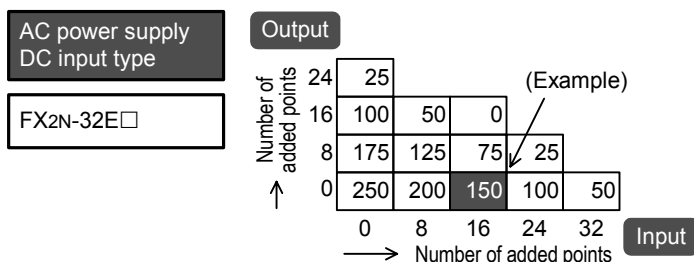 AC power supply
DC input type
FX2N-32E□
Output
Number of
added points
24 25
16 100 50 0
8 175 125 75 25
0 250 200 150 100 50
(Example)
0 8 16 24 32
Input
Number of added points